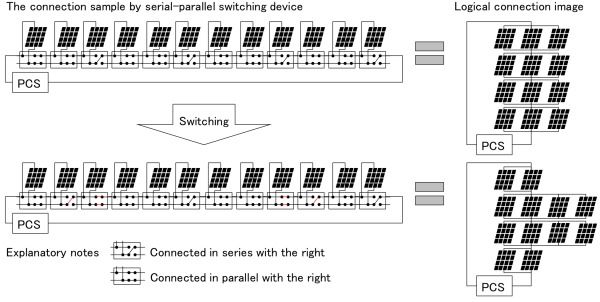 The connection sample by serial-parallel switching device
Logical connection image
PCS
PCS
Switching
PCS
PCS
Explanatory notes
Connected in series with the right
Connected in parallel with the right